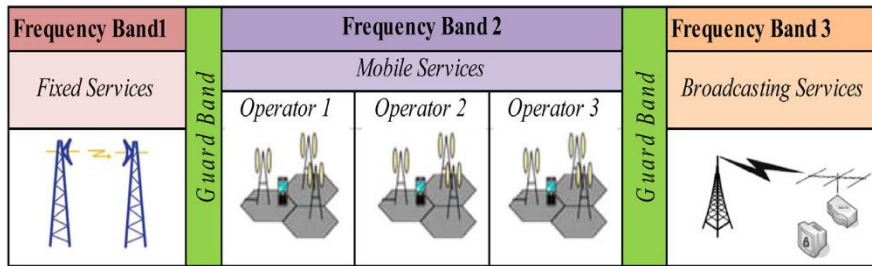 Frequency Band1
Fixed Services
Guard Band
Frequency Band 2
Mobile Services
Operator 1
Operator 2
Operator 3
Guard Band
Frequency Band 3
Broadcasting Services